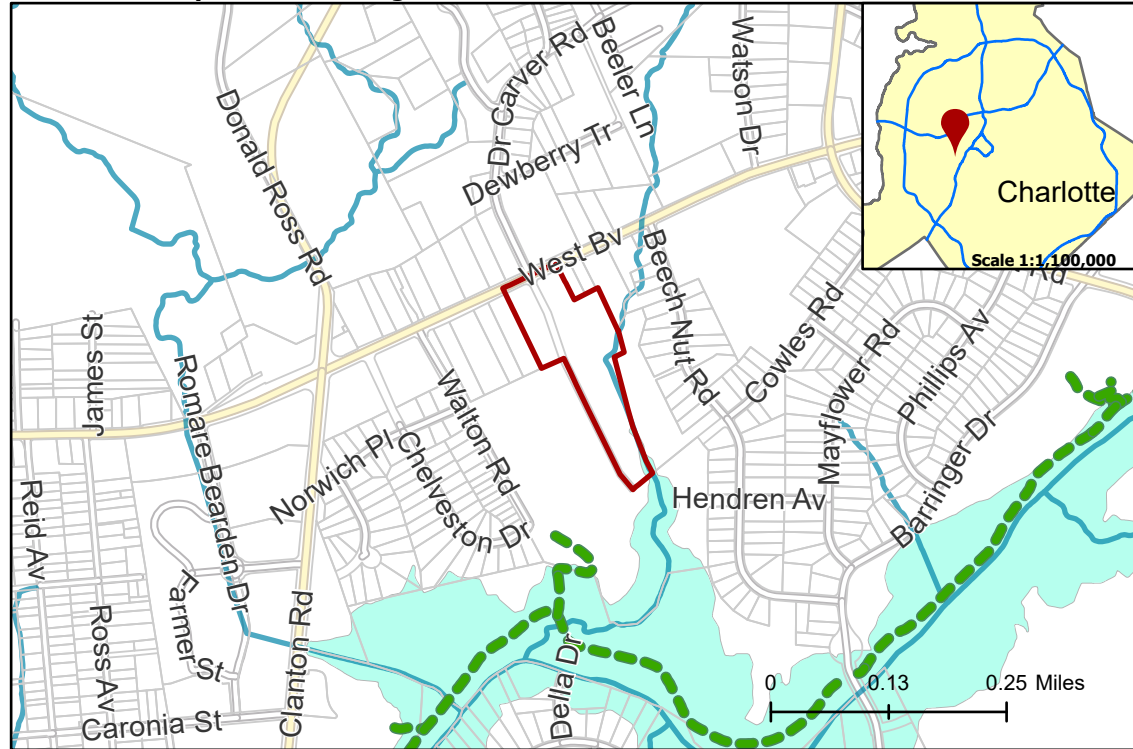 Donald Ross Rd
Dr Carver Rd
Beeler Ln
Watson Dr
Dewberry Tr
West Bv
Beech Nut Rd
Charlotte
Scale 1:1,100,000
Rd
James St
Romare Bearden Dr
Walton Rd
Cowles Rd
Mayflower Rd
Phillips Av
Barringer Dr
Norwich Pl
Chelveston Dr
Hendren Av
Reid Av
Ross Av
Farmer St
Caronia St
Clanton Rd
Della Dr
0 0.13 0.25 Miles